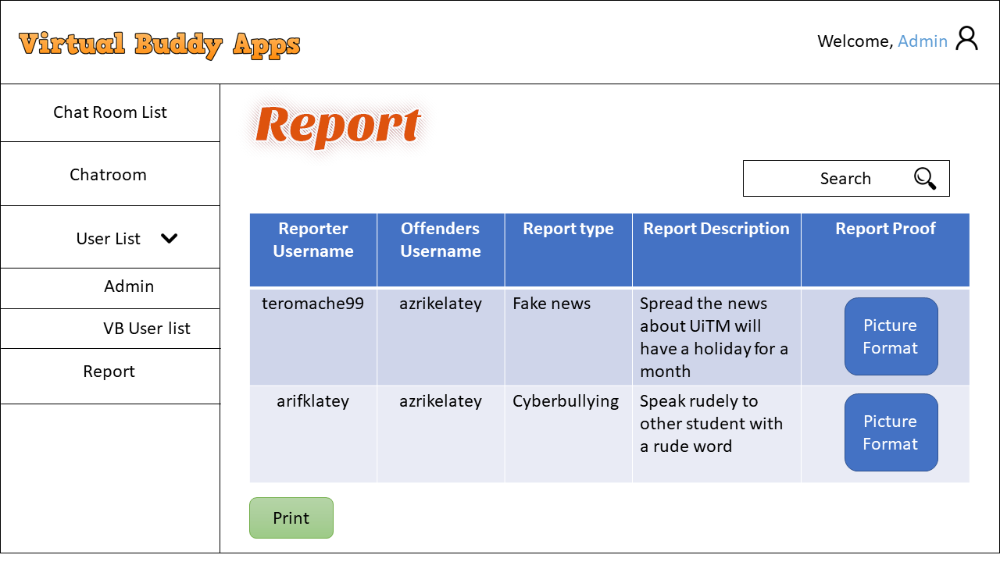 Virtual Buddy Apps
Welcome, Admin
Chat Room List
Chatroom
User List
Admin
VB User list
Report
Report
Search
Reporter
Username
Offenders
Username
Report type
Report Description
Report Proof
teromache99
azrikelatey
Fake news
Spread the news
about UiTM will
have a holiday for a
month
Picture
Format
arifklatey
azrikelatey
Cyberbullying
Speak rudely to
other student with
a rude word
Picture
Format
Print